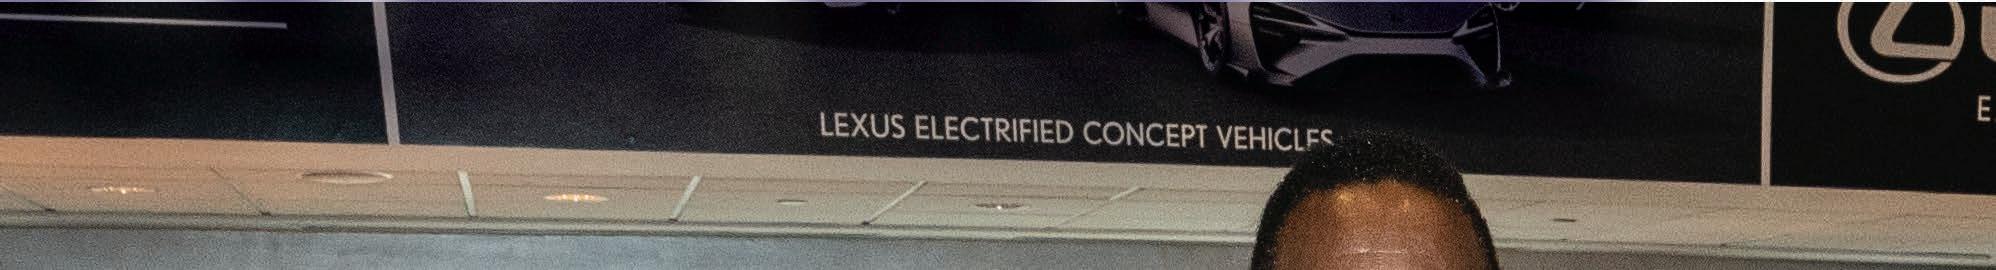 LEXUS ELECTRIFIED CONCEPT VEHICLES